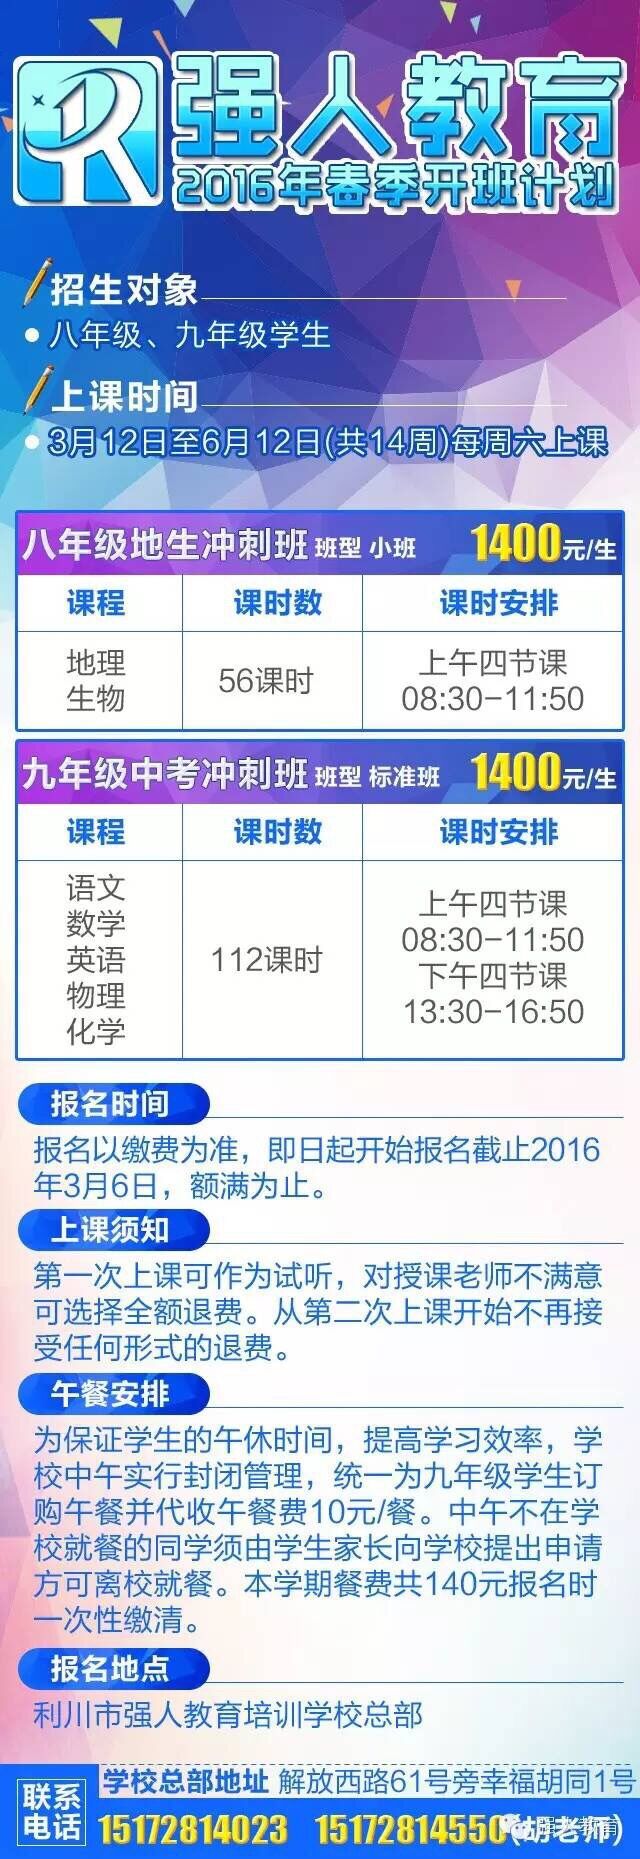 强人教育
2016年春季开班计划
招生对象
八年级、九年级学生
上课时间
3月12日至6月12日(共14周)每周六上课
八年级地生冲刺班 班型 小班 1400元/生
课程 课时数 课时安排
地理
生物
56课时
上午四节课
08:30-11:50
九年级中考冲刺班 班型 标准班 1400元/生
课程 课时数 课时安排
语文
数学
英语
物理
化学
112课时
上午四节课
08:30-11:50
下午四节课
13:30-16:50
报名时间
报名以缴费为准，即日起开始报名截止2016
年3月6日，额满为止。
上课须知
第一次上课可作为试听，对授课老师不满意
可选择全额退费。从第二次上课开始不再接
受任何形式的退费。
午餐安排
为保证学生的午休时间，提高学习效率，学
校中午实行封闭管理，统一为九年级学生订
购午餐并代收午餐费10元/餐。中午不在学
校就餐的同学须由学生家长向学校提出申请
方可离校就餐。本学期餐费共140元报名时
一次性缴清。
报名地点
利川市强人教育培训学校总部
联系
电话
学校总部地址 解放西路61号旁幸福胡同1号
15172814023 15172814550 (胡老师)
强人教育